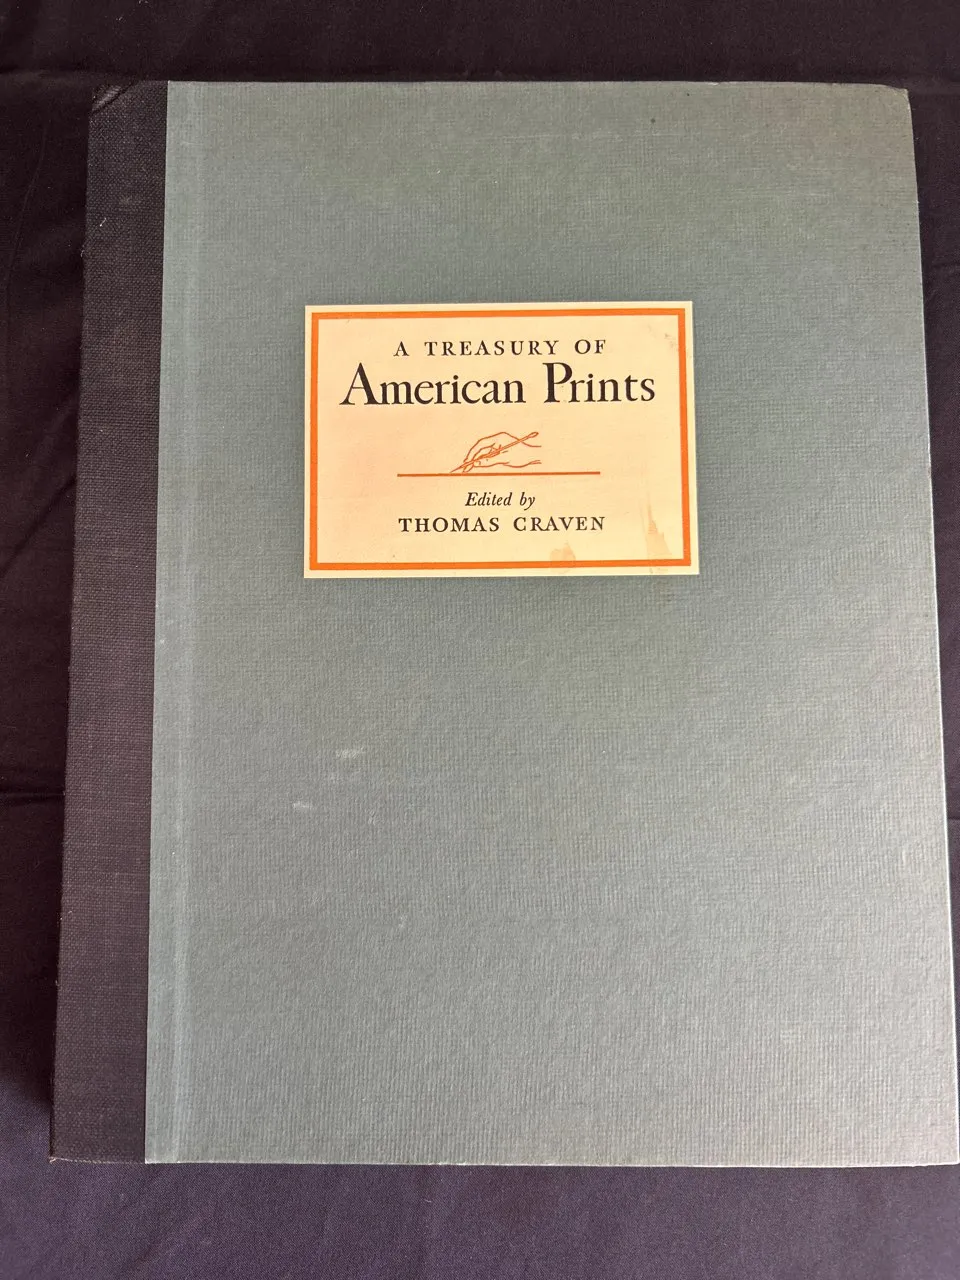 A TREASURY OF
American Prints
Edited by
THOMAS CRAVEN